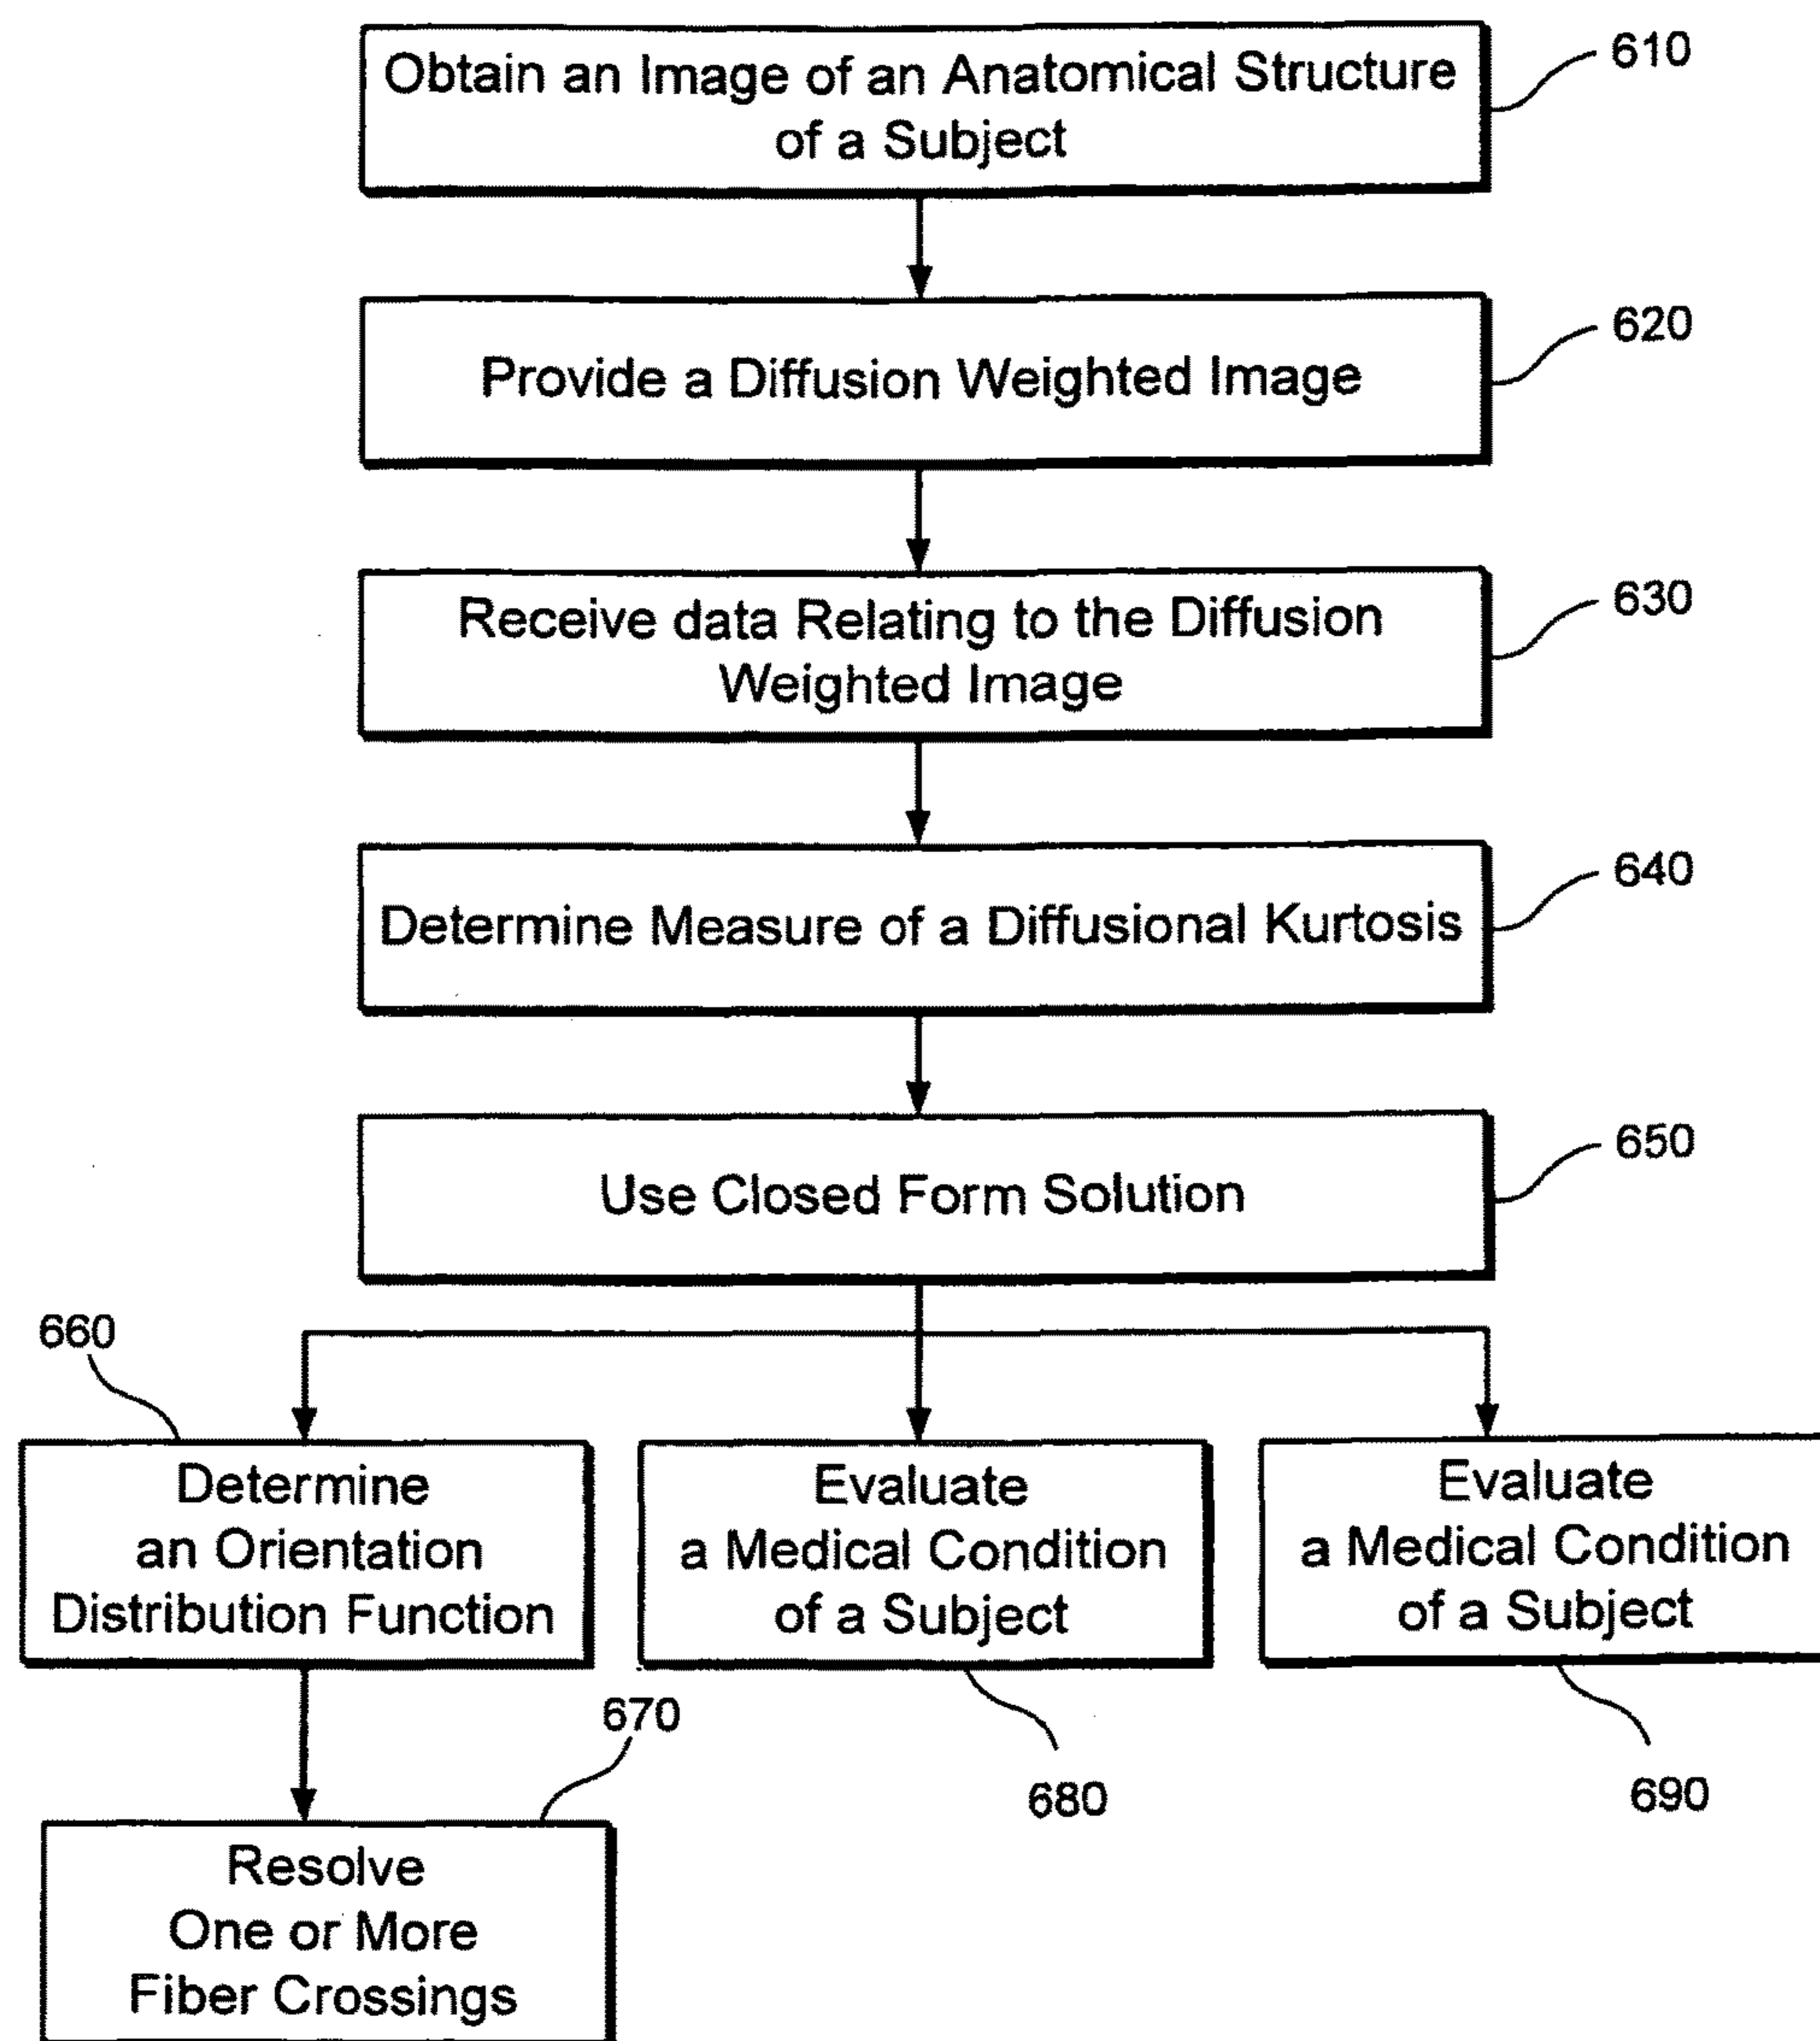 Obtain an Image of an Anatomical Structure
of a Subject
610
Provide a Diffusion Weighted Image
620
Receive data Relating to the Diffusion
Weighted Image
630
Determine Measure of a Diffusional Kurtosis
640
Use Closed Form Solution
650
660
Determine
an Orientation
Distribution Function
Evaluate
a Medical Condition
of a Subject
680
Evaluate
a Medical Condition
of a Subject
690
670
Resolve
One or More
Fiber Crossings